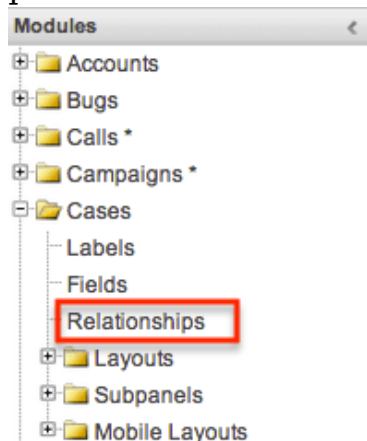 Modules
Accounts
Bugs
Calls *
Campaigns *
Cases
Labels
Fields
Relationships
Layouts
Subpanels
Mobile Layouts